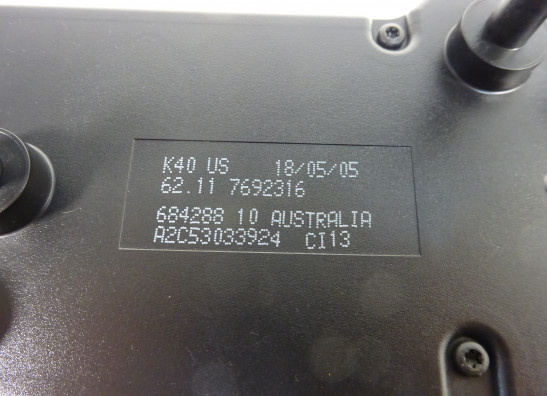 K40 US 18/05/05
62.11 7692316
684288 10 AUSTRALIA
A2C53033924 CI13